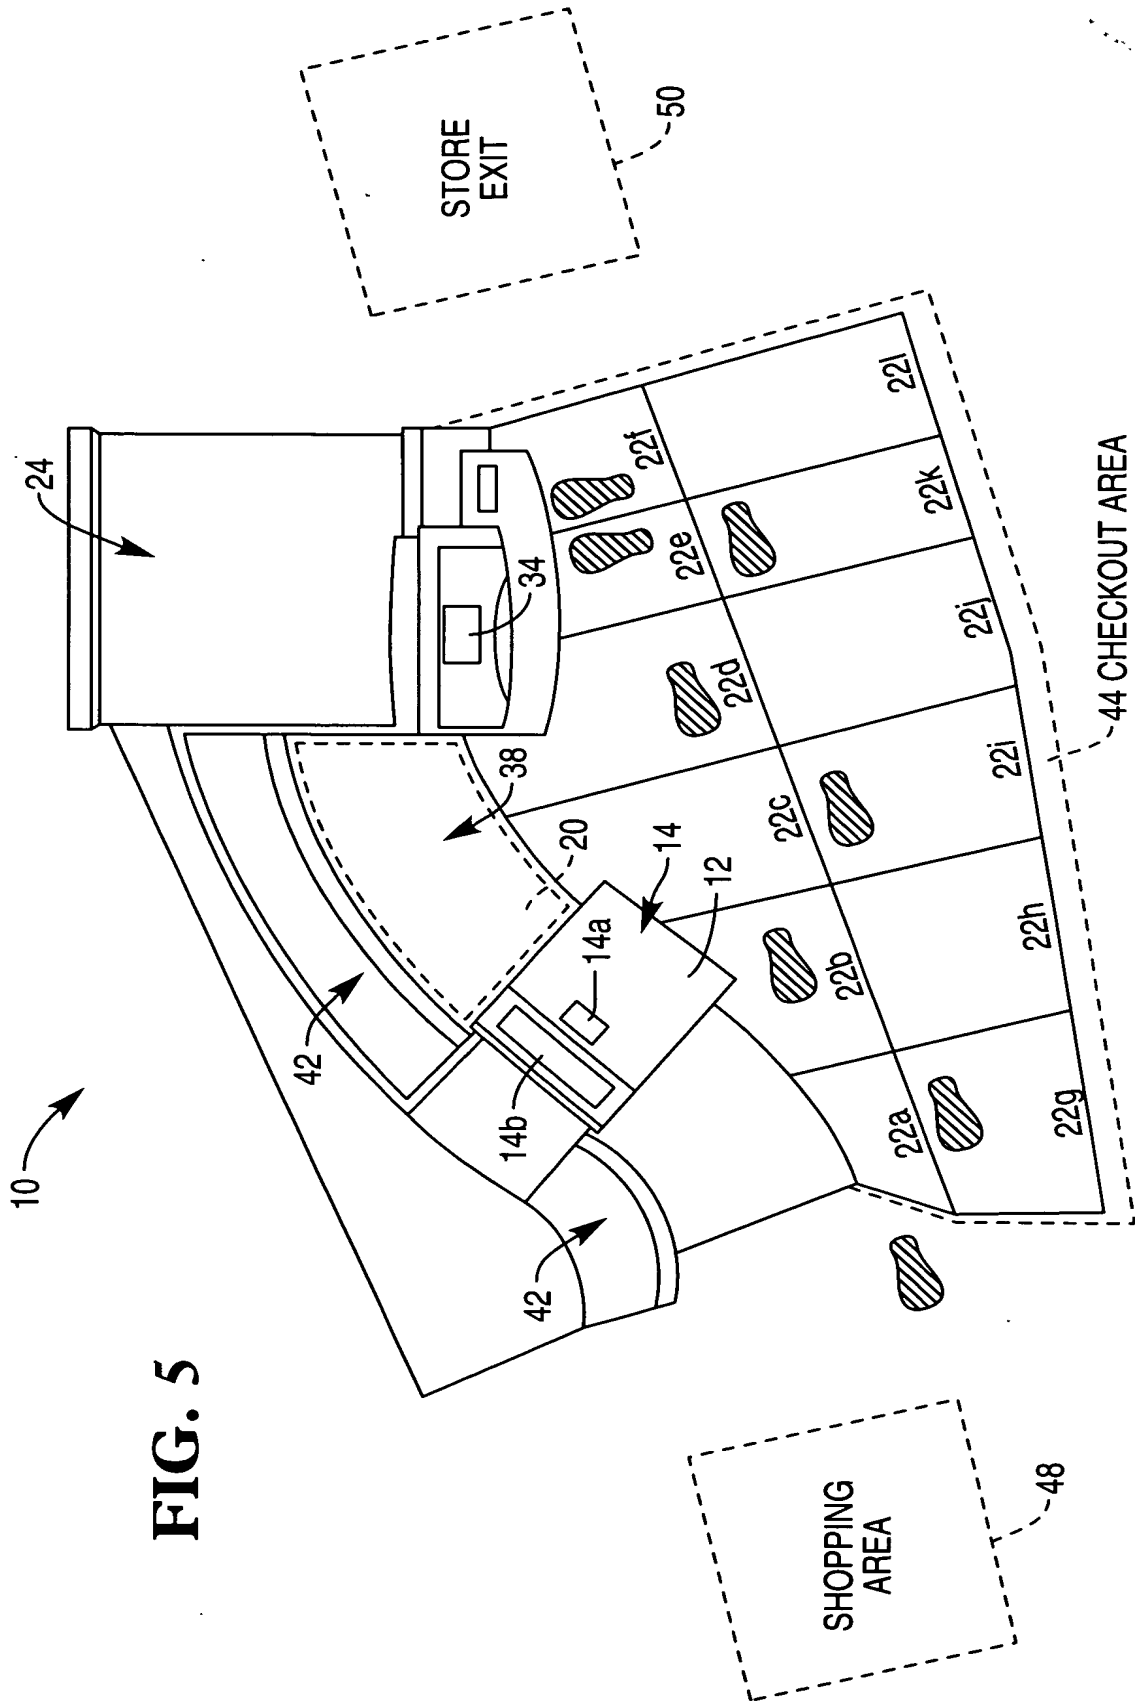 FIG. 5
10
24
42
42
38
20
34
14
12
14a
14b
22a
22b
22c
22d
22e
22f
22g
22h
22i
22j
22k
22l
44 CHECKOUT AREA
SHOPPING
AREA
48
STORE
EXIT
50